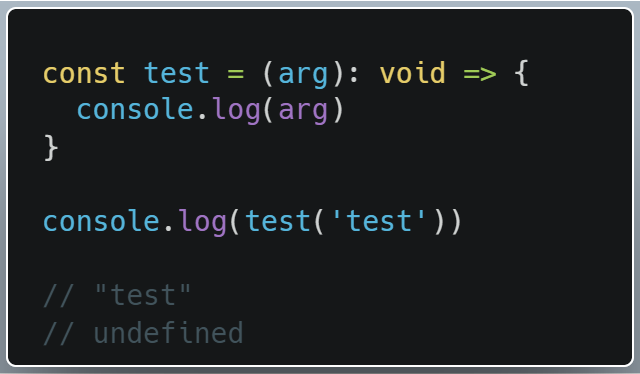 const test = (arg): void => {
  console.log(arg)
}

console.log(test('test'))

// "test"
// undefined